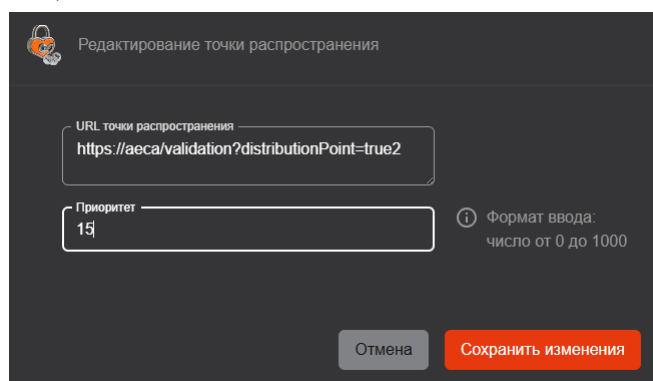 Редактирование точки распространения
URL точки распространения
https://aeca/validation?distributionPoint=true2
Приоритет
15
Формат ввода:
число от 0 до 1000
Отмена
Сохранить изменения